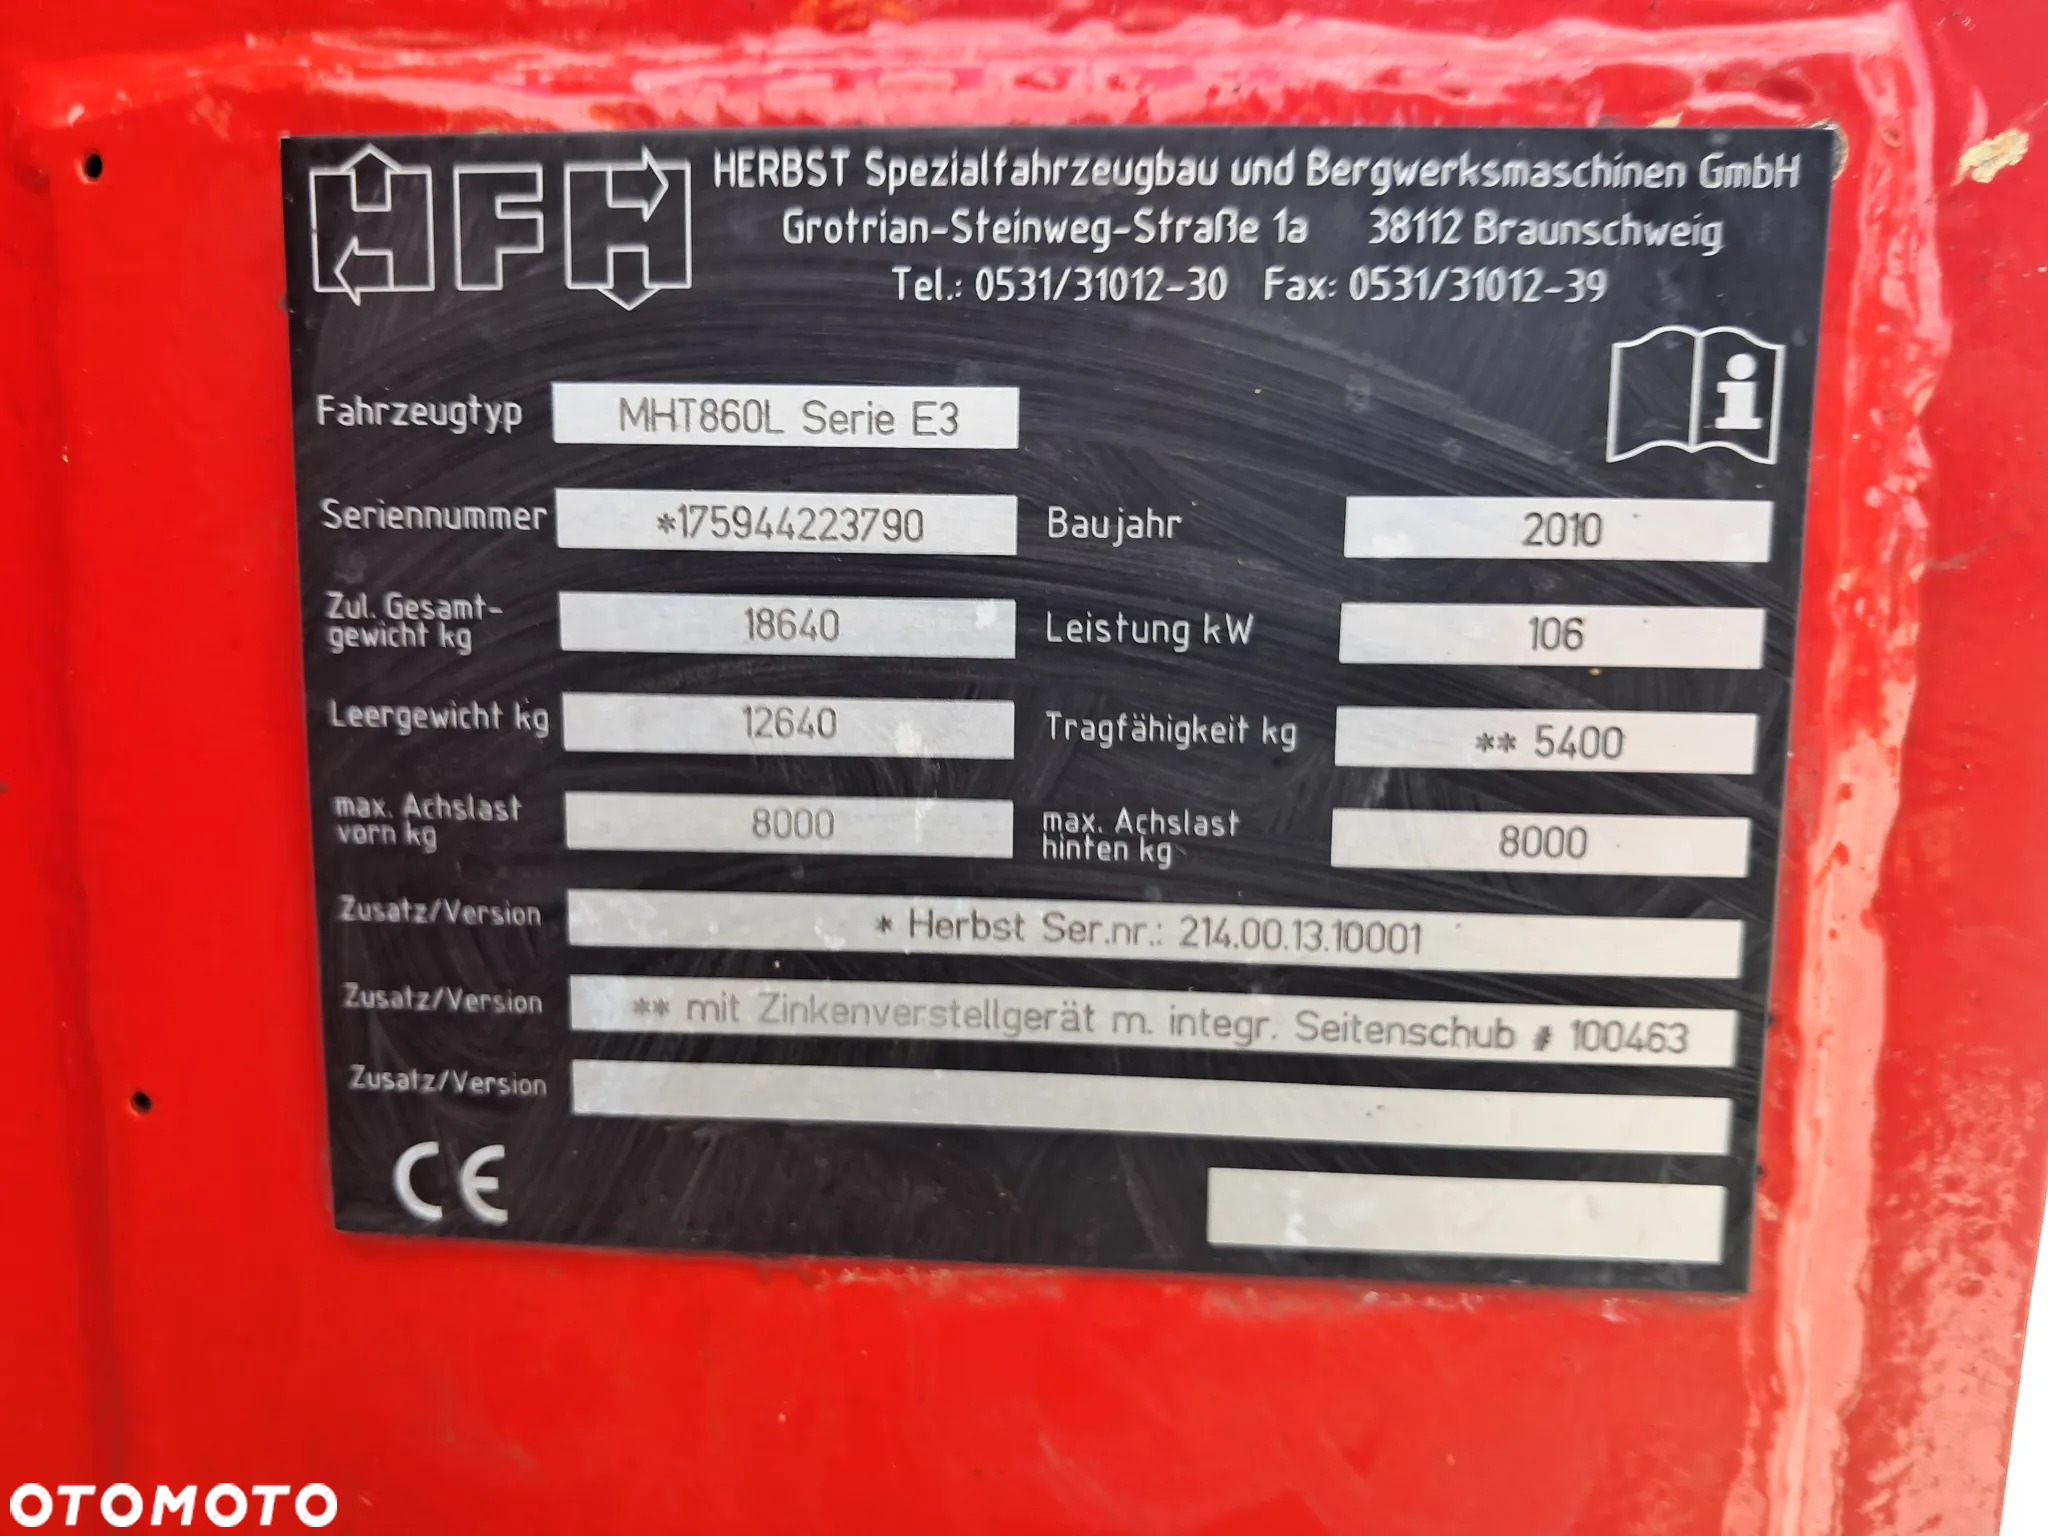 HFH
HERBST Spezialfahrzeugbau und Bergwerksmaschinen GmbH
Grotrian-Steinweg-Straße 1a 38112 Braunschweig
Tel.: 0531/31012-30 Fax: 0531/31012-39
Fahrzeugtyp MHT860L Serie E3
Seriennummer *175944223790 Baujahr 2010
Zul. Gesamt-
gewicht kg 18640 Leistung kW 106
Leergewicht kg 12640 Tragfähigkeit kg ** 5400
max. Achslast
vorn kg 8000 max. Achslast
hinten kg 8000
Zusatz/Version * Herbst Ser.nr.: 214.00.13.10001
Zusatz/Version ** mit Zinkenverstellgerät m. integr. Seitenschub # 100463
Zusatz/Version
CE
OTOMOTO